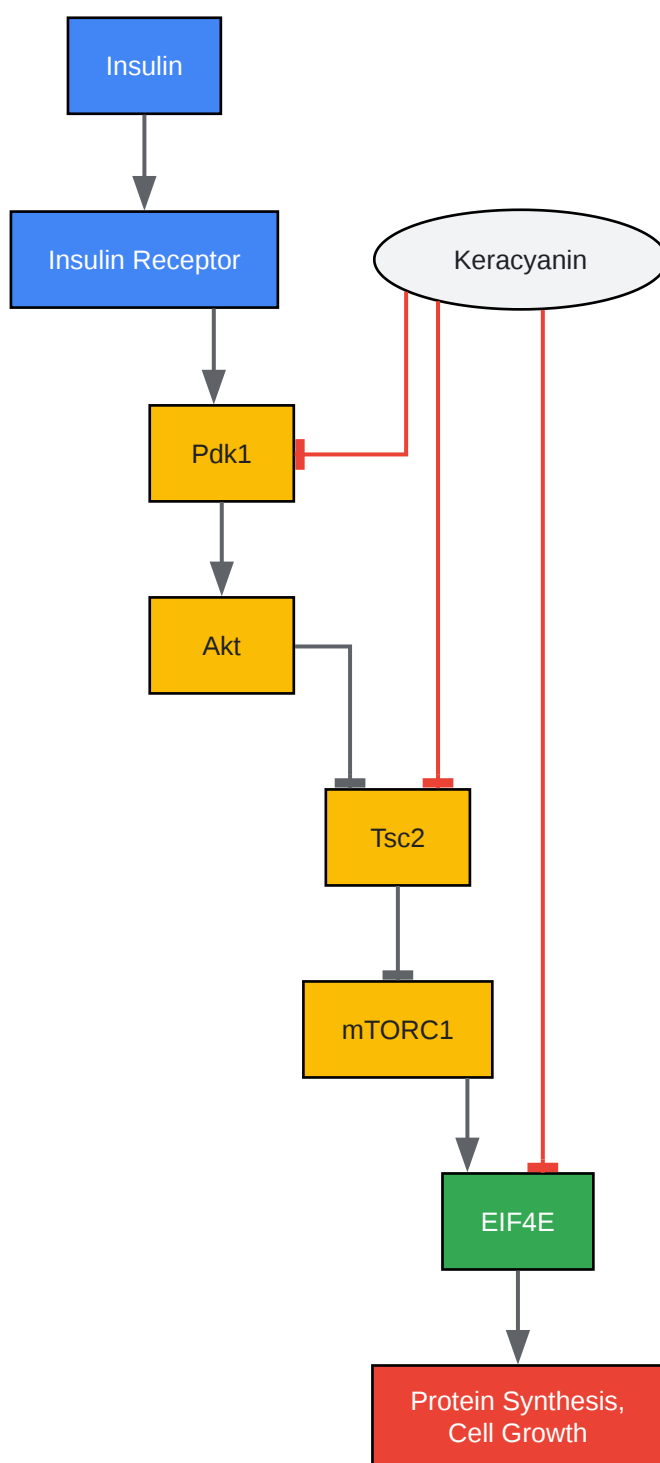 Insulin
Insulin Receptor
Keracyanin
Pdk1
Akt
Tsc2
mTORC1
EIF4E
Protein Synthesis,
Cell Growth